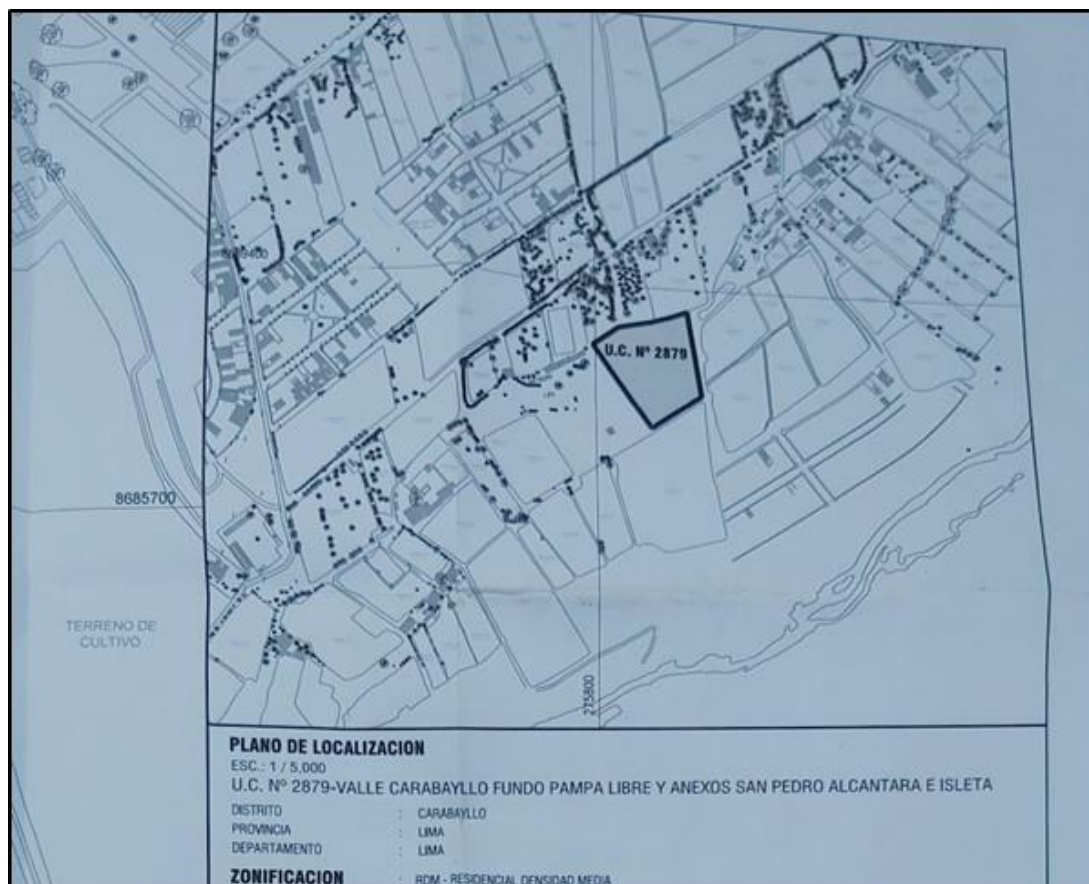 U.C. Nº 2879
8685700
TERRENO DE
CULTIVO
275800
PLANO DE LOCALIZACION
ESC.: 1 / 5,000
U.C. Nº 2879-VALLE CARABAYLLO FUNDO PAMPA LIBRE Y ANEXOS SAN PEDRO ALCANTARA E ISLETA
DISTRITO : CARABAYLLO
PROVINCIA : LIMA
DEPARTAMENTO : LIMA
ZONIFICACION : RDM - RESIDENCIAL DENSIDAD MEDIA